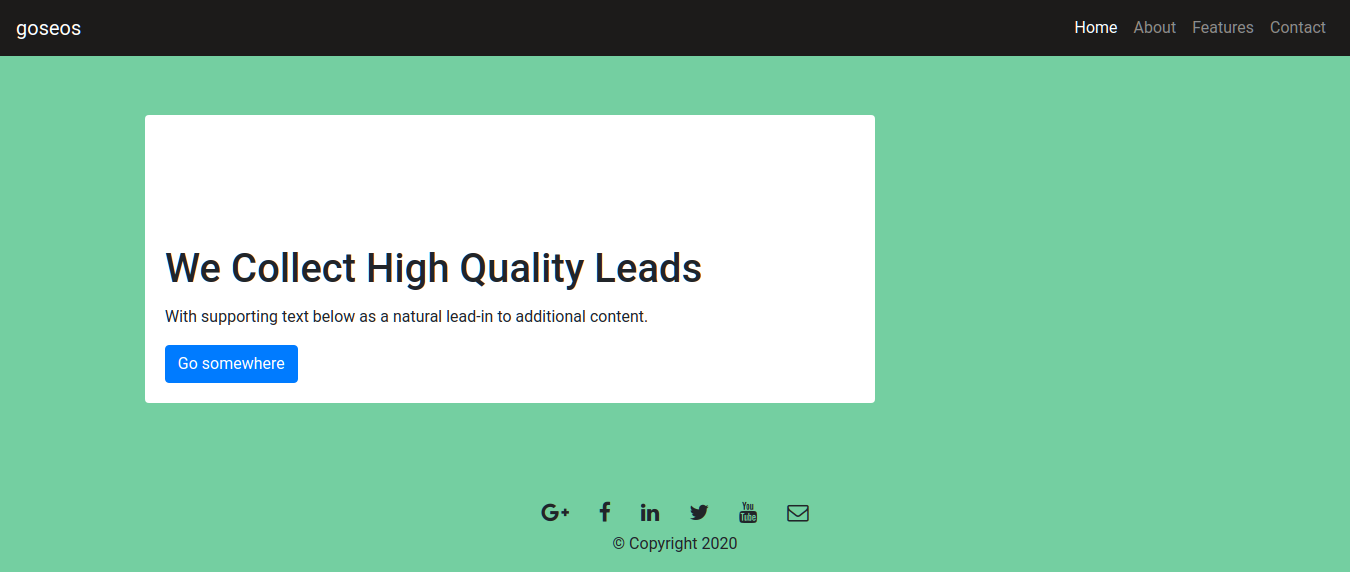 goseos
Home About Features Contact
We Collect High Quality Leads
With supporting text below as a natural lead-in to additional content.
Go somewhere
G+ f in You Tube
© Copyright 2020